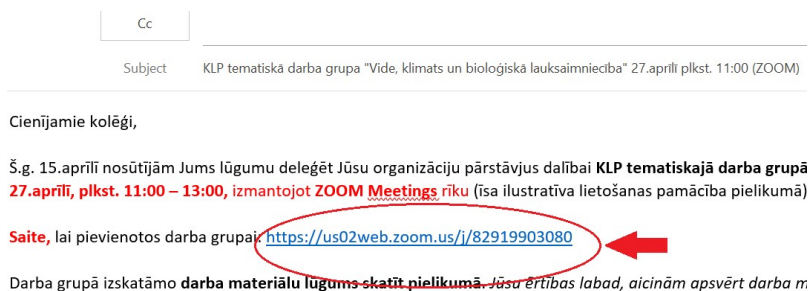 Cc
Subject KLP tematiskā darba grupa "Vide, klimats un bioloģiskā lauksaimniecība" 27.aprīlī plkst. 11:00 (ZOOM)
Cienījamie kolēģi,
Š.g. 15.aprīlī nosūtījām Jums lūgumu deleģēt Jūsu organizāciju pārstāvjus dalībai KLP tematiskajā darba grupā
27.aprīlī, plkst. 11:00 – 13:00, izmantojot ZOOM Meetings rīku (īsa ilustratīva lietošanas pamācība pielikumā)
Saite, lai pievienotos darba grupai: https://us02web.zoom.us/j/82919903080
Darba grupā izskatāmo darba materiālu lūgums skatīt pielikumā. Jūsu ērtības labad, aicinām apsvērt darba m